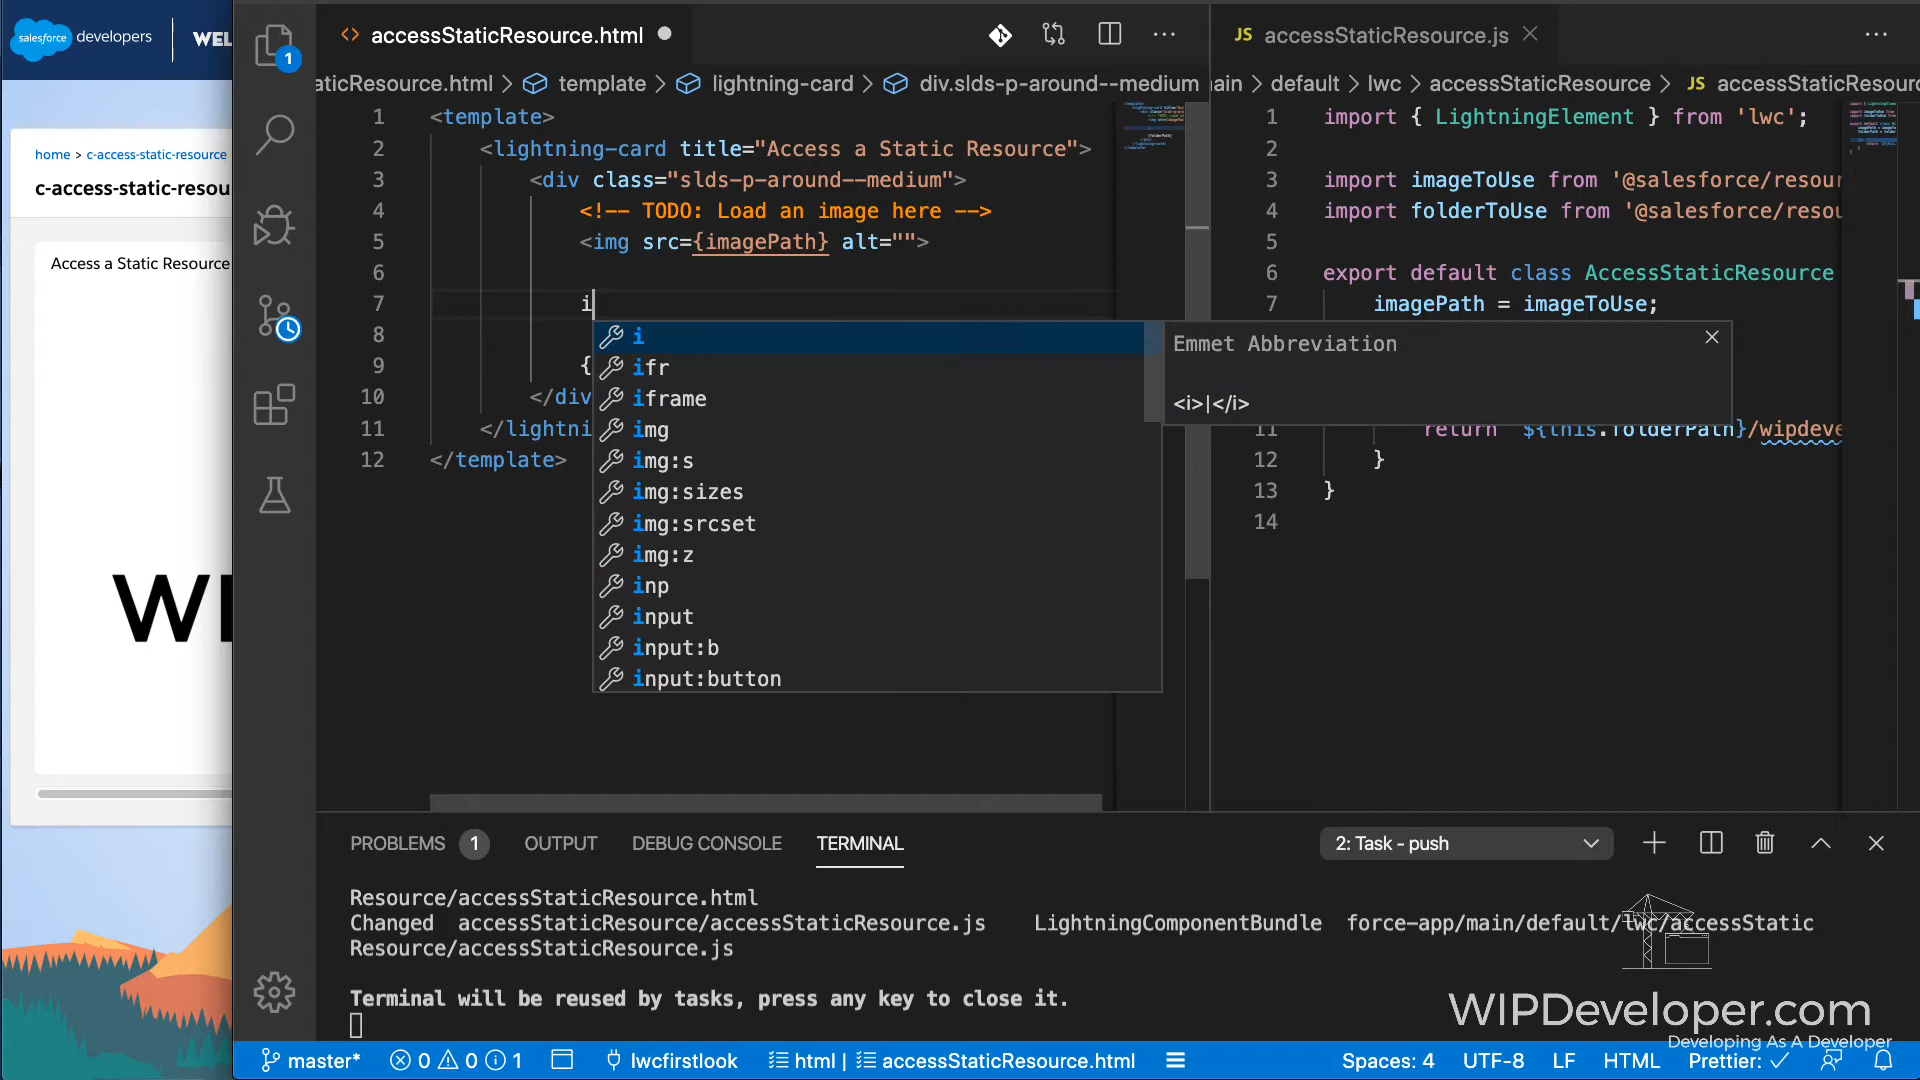 salesforce developers WEL
home > c-access-static-resource
c-access-static-resou
Access a Static Resource
WI
1
accessStaticResource.html
JS accessStaticResource.js
aticResource.html > template > lightning-card > div.slds-p-around--medium
ain > default > lwc > accessStaticResource > JS accessStaticResourc
1 <template>
2 <lightning-card title="Access a Static Resource">
3 <div class="slds-p-around--medium">
4 <!-- TODO: Load an image here -->
5 <img src={imagePath} alt="">
6
7 i
8
9 {
10 </div
11 </lightni
12 </template>
i
ifr
iframe
img
img:s
img:sizes
img:srcset
img:z
inp
input
input:b
input:button
Emmet Abbreviation
<i>|</i>
1 import { LightningElement } from 'lwc';
2
3 import imageToUse from '@salesforce/resour
4 import folderToUse from '@salesforce/resou
5
6 export default class AccessStaticResource
7 imagePath = imageToUse;
11 return `${this.folderPath}/wipdeve
12 }
13 }
14
PROBLEMS 1 OUTPUT DEBUG CONSOLE TERMINAL
2: Task - push
Resource/accessStaticResource.html
Changed accessStaticResource/accessStaticResource.js LightningComponentBundle force-app/main/default/lwc/accessStatic
Resource/accessStaticResource.js
Terminal will be reused by tasks, press any key to close it.
WIPDeveloper.com
Developing As A Developer
master* 0 0 1 lwcfirstlook html | accessStaticResource.html Spaces: 4 UTF-8 LF HTML Prettier: ✓